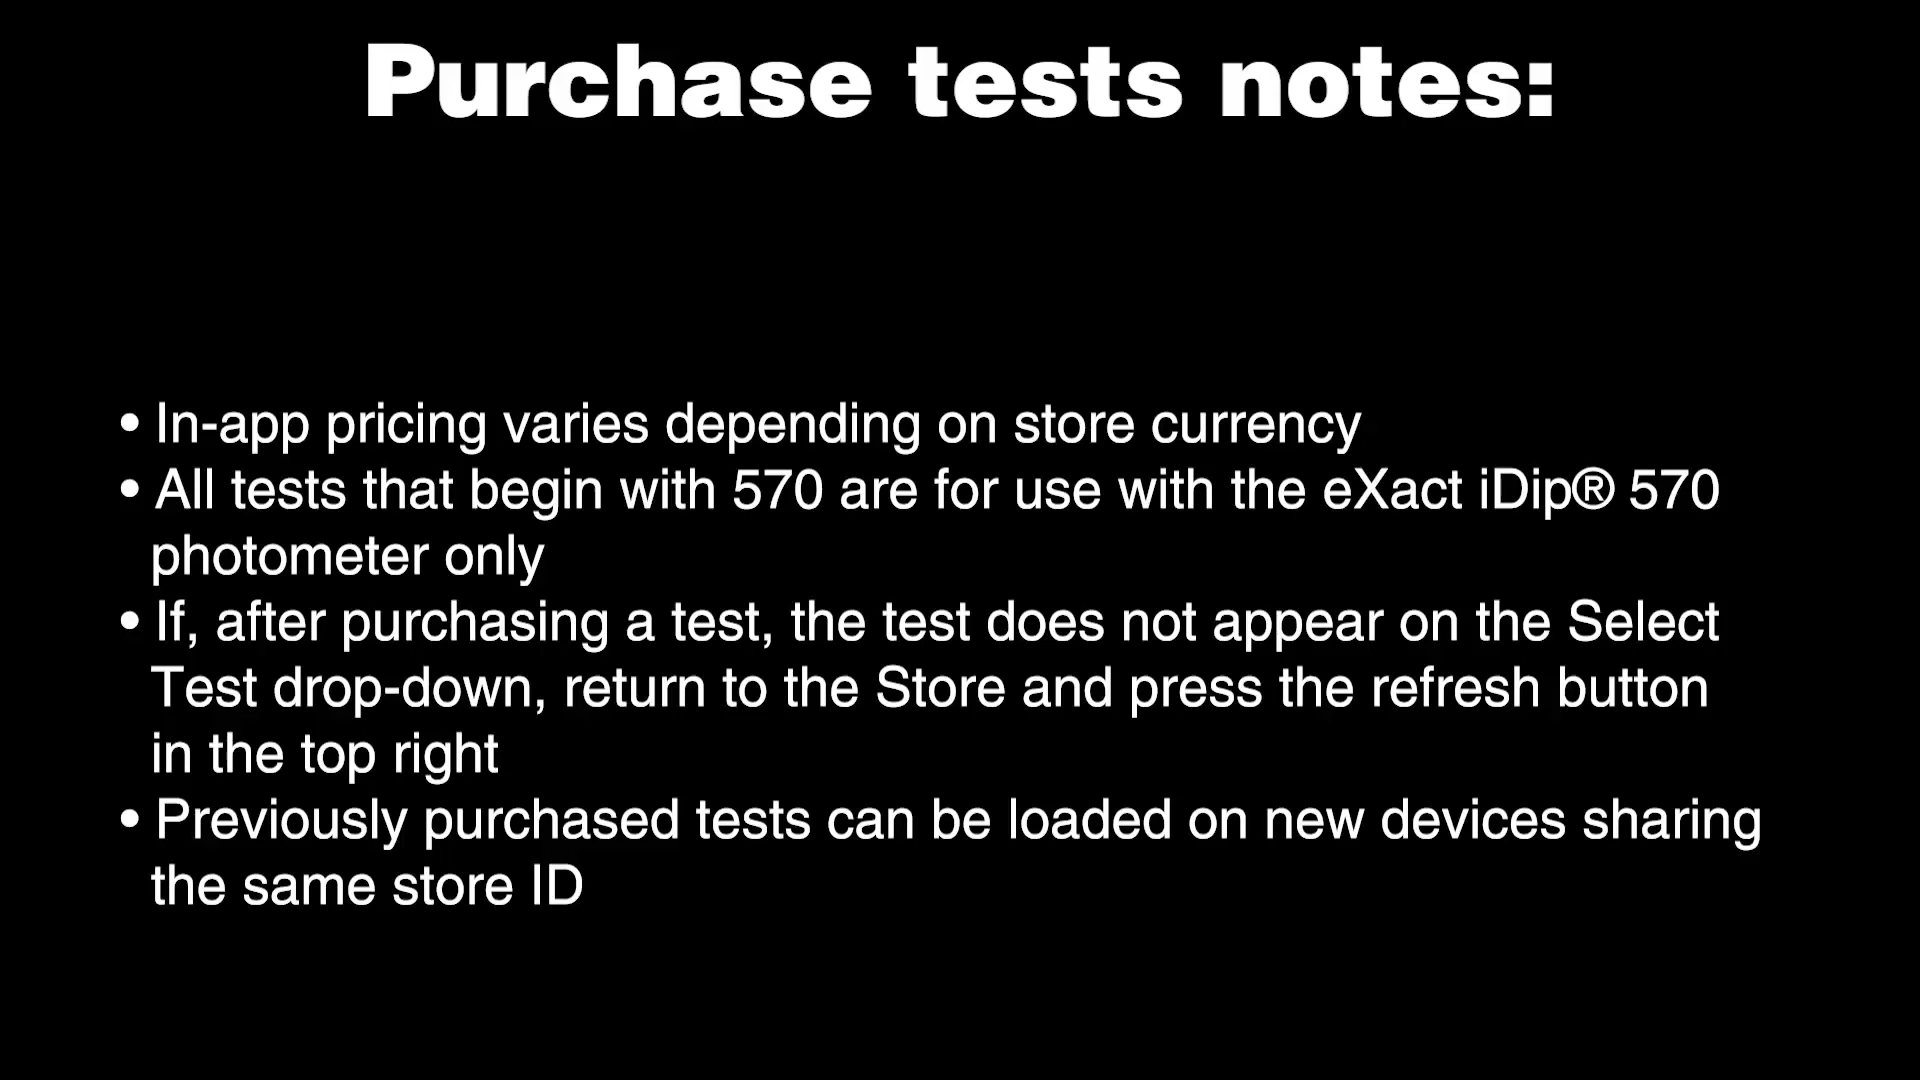 Purchase tests notes:
• In-app pricing varies depending on store currency
• All tests that begin with 570 are for use with the eXact iDip® 570
photometer only
• If, after purchasing a test, the test does not appear on the Select
Test drop-down, return to the Store and press the refresh button
in the top right
• Previously purchased tests can be loaded on new devices sharing
the same store ID